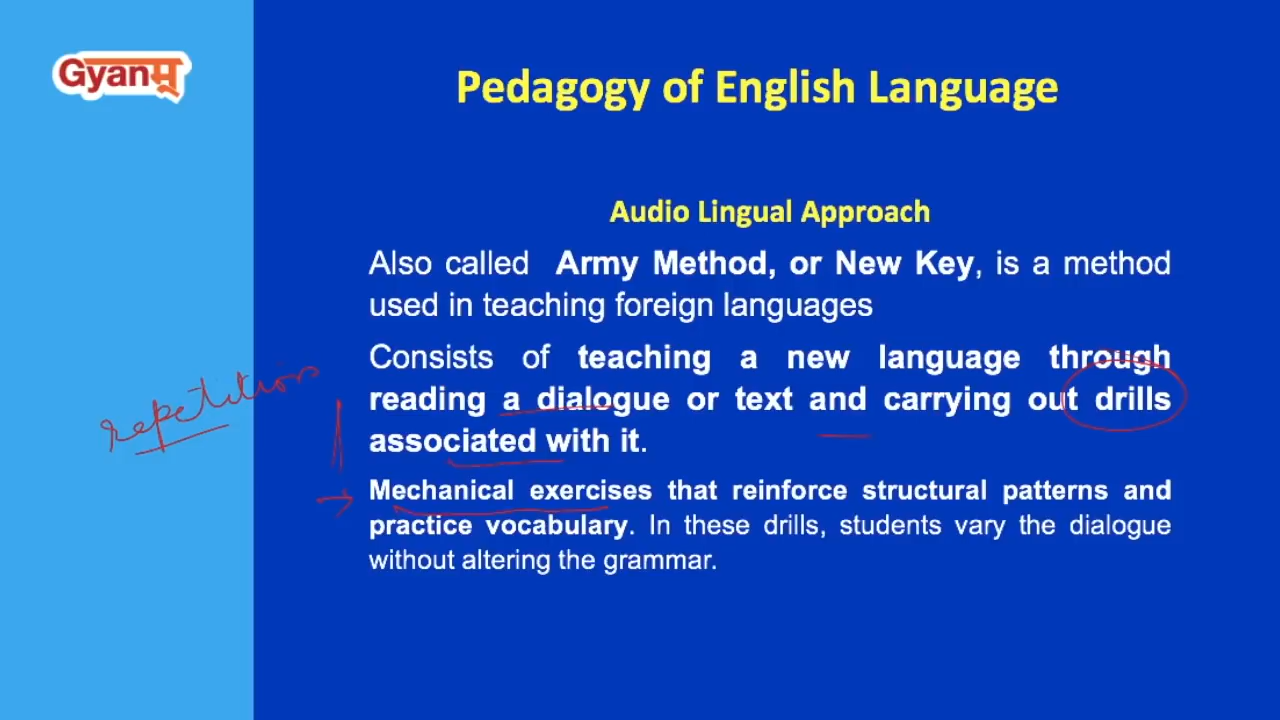 Gyanभू
Pedagogy of English Language
Audio Lingual Approach
Also called Army Method, or New Key, is a method
used in teaching foreign languages
Consists of teaching a new language through
reading a dialogue or text and carrying out drills
associated with it.
repetition
Mechanical exercises that reinforce structural patterns and
practice vocabulary. In these drills, students vary the dialogue
without altering the grammar.